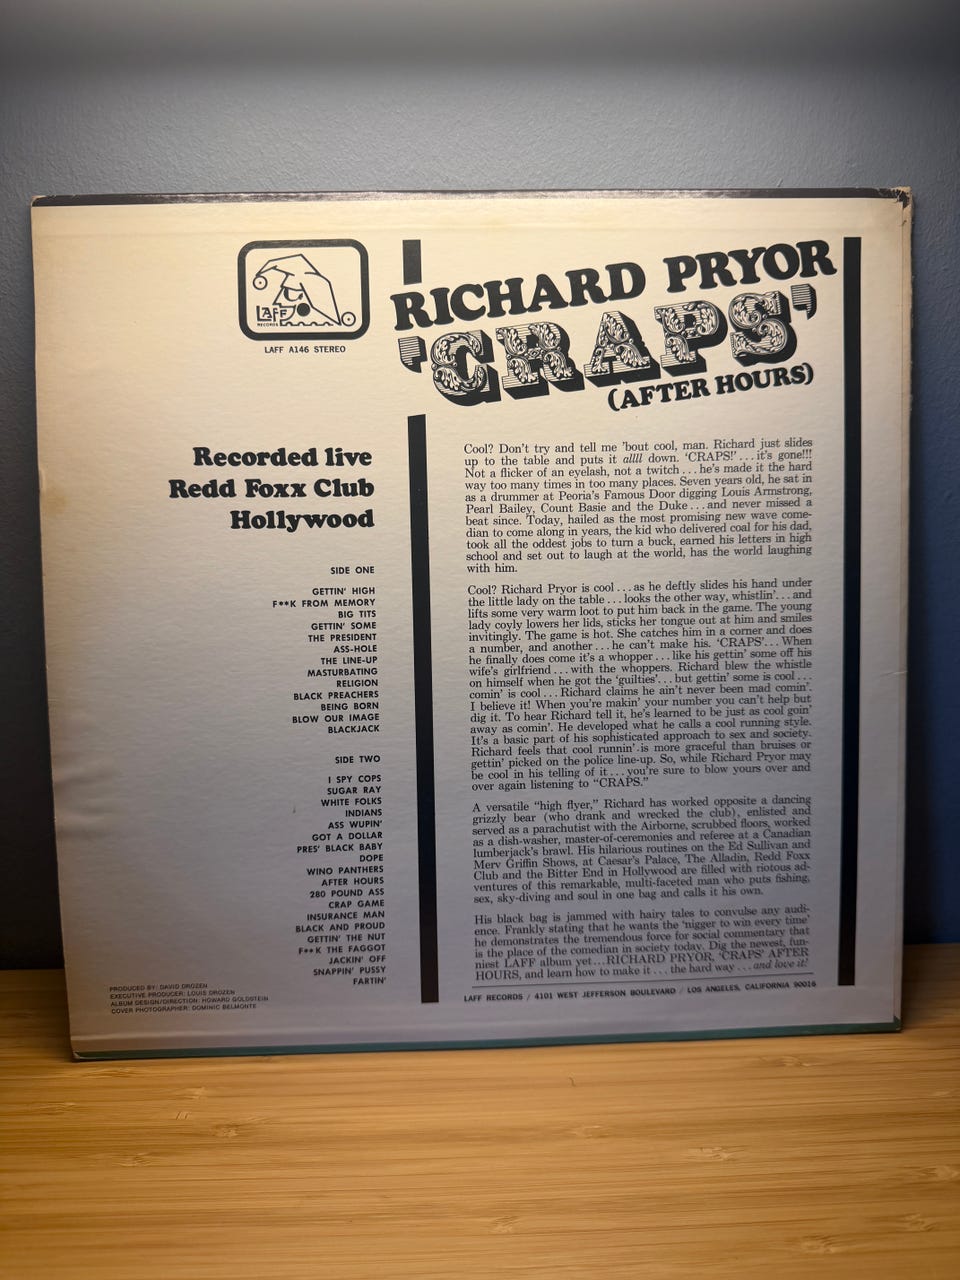 LAFF
RECORDS
LAFF A146 STEREO
RICHARD PRYOR
'CRAPS'
(AFTER HOURS)
Recorded live
Redd Foxx Club
Hollywood
SIDE ONE
GETTIN' HIGH
F**K FROM MEMORY
BIG TITS
GETTIN' SOME
THE PRESIDENT
ASS-HOLE
THE LINE-UP
MASTURBATING
RELIGION
BLACK PREACHERS
BEING BORN
BLOW OUR IMAGE
BLACKJACK
SIDE TWO
I SPY COPS
SUGAR RAY
WHITE FOLKS
INDIANS
ASS WUPIN'
GOT A DOLLAR
PRES' BLACK BABY
DOPE
WINO PANTHERS
AFTER HOURS
280 POUND ASS
CRAP GAME
INSURANCE MAN
BLACK AND PROUD
GETTIN' THE NUT
F**K THE FAGGOT
JACKIN' OFF
SNAPPIN' PUSSY
FARTIN'
PRODUCED BY: DAVID DROZEN
EXECUTIVE PRODUCER: LOUIS DROZEN
ALBUM DESIGN/DIRECTION: HOWARD GOLDSTEIN
COVER PHOTOGRAPHER: DOMINIC BELMONTE
Cool? Don't try and tell me 'bout cool, man. Richard just slides
up to the table and puts it allll down. 'CRAPS!'...it's gone!!!
Not a flicker of an eyelash, not a twitch...he's made it the hard
way too many times in too many places. Seven years old, he sat in
as a drummer at Peoria's Famous Door digging Louis Armstrong,
Pearl Bailey, Count Basie and the Duke...and never missed a
beat since. Today, hailed as the most promising new wave come-
dian to come along in years, the kid who delivered coal for his dad,
took all the oddest jobs to turn a buck, earned his letters in high
school and set out to laugh at the world, has the world laughing
with him.
Cool? Richard Pryor is cool...as he deftly slides his hand under
the little lady on the table...looks the other way, whistlin'...and
lifts some very warm loot to put him back in the game. The young
lady coyly lowers her lids, sticks her tongue out at him and smiles
invitingly. The game is hot. She catches him in a corner and does
a number, and another...he can't make his. 'CRAPS'...When
he finally does come it's a whopper...like his gettin' some off his
wife's girlfriend...with the whoppers. Richard blew the whistle
on himself when he got the 'guilties'...but gettin' some is cool...
comin' is cool...Richard claims he ain't never been mad comin'.
I believe it! When you're makin' your number you can't help but
dig it. To hear Richard tell it, he's learned to be just as cool goin'
away as comin'. He developed what he calls a cool running style.
It's a basic part of his sophisticated approach to sex and society.
Richard feels that cool runnin' is more graceful than bruises or
gettin' picked on the police line-up. So, while Richard Pryor may
be cool in his telling of it...you're sure to blow yours over and
over again listening to "CRAPS."
A versatile "high flyer," Richard has worked opposite a dancing
grizzly bear (who drank and wrecked the club), enlisted and
served as a parachutist with the Airborne, scrubbed floors, worked
as a dish-washer, master-of-ceremonies and referee at a Canadian
lumberjack's brawl. His hilarious routines on the Ed Sullivan and
Merv Griffin Shows, at Caesar's Palace, The Alladin, Redd Foxx
Club and the Bitter End in Hollywood are filled with riotous ad-
ventures of this remarkable, multi-faceted man who puts fishing,
sex, sky-diving and soul in one bag and calls it his own.
His black bag is jammed with hairy tales to convulse any audi-
ence. Frankly stating that he wants the 'nigger to win every time'
he demonstrates the tremendous force for social commentary that
is the place of the comedian in society today. Dig the newest, fun-
niest LAFF album yet...RICHARD PRYOR, 'CRAPS' AFTER
HOURS, and learn how to make it...the hard way...and love it!
LAFF RECORDS / 4101 WEST JEFFERSON BOULEVARD / LOS ANGELES, CALIFORNIA 90016